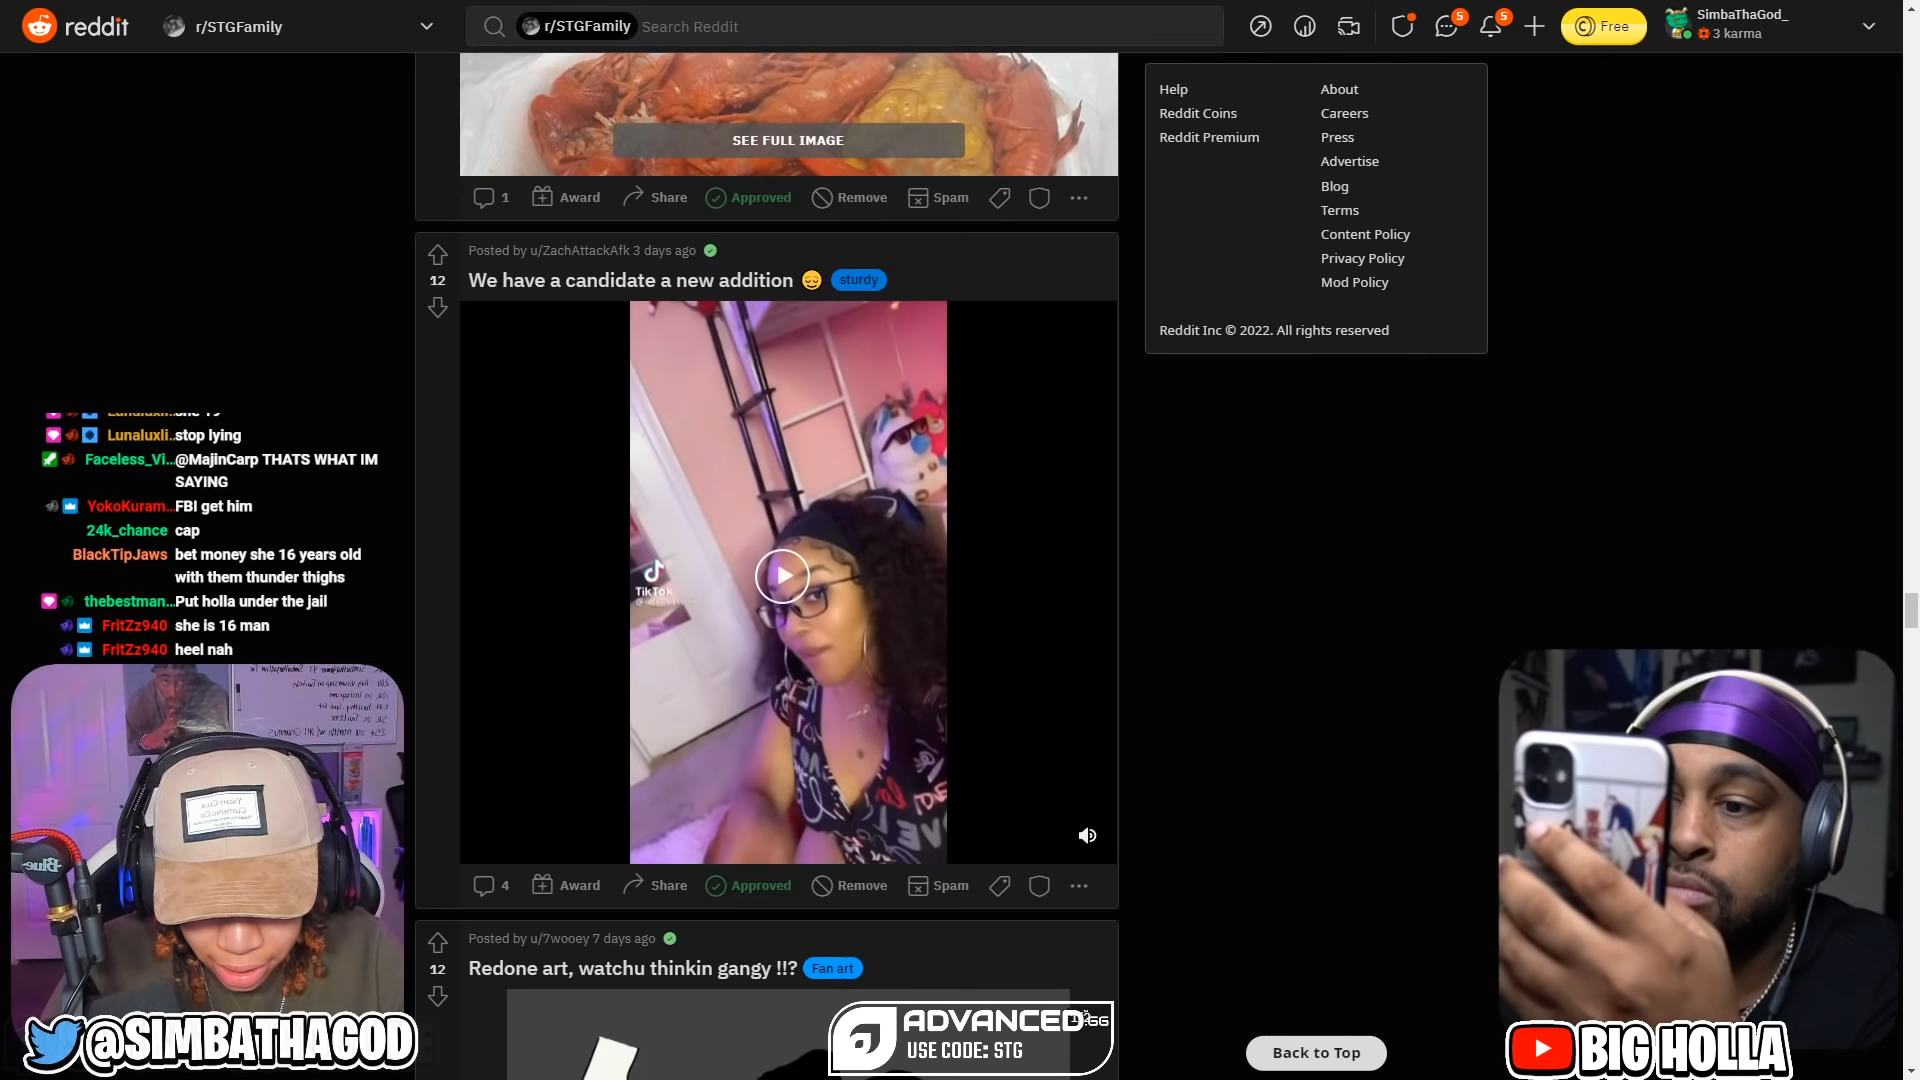 reddit
r/STGFamily
r/STGFamily Search Reddit
5
5
Free
SimbaThaGod_
3 karma
SEE FULL IMAGE
1 Award Share Approved Remove Spam
Help
Reddit Coins
Reddit Premium
About
Careers
Press
Advertise
Blog
Terms
Content Policy
Privacy Policy
Mod Policy
Reddit Inc © 2022. All rights reserved
Posted by u/ZachAttackAfk 3 days ago
12
We have a candidate a new addition 😌 sturdy
TikTok
4 Award Share Approved Remove Spam
Posted by u/7wooey 7 days ago
12
Redone art, watchu thinkin gangy !!? Fan art
Lunaluxli..stop lying
Faceless_Vi...@MajinCarp THATS WHAT IM
SAYING
YokoKuram...FBI get him
24k_chance cap
BlackTipJaws bet money she 16 years old
with them thunder thighs
thebestman...Put holla under the jail
FritZz940 she is 16 man
FritZz940 heel nah
Blue
@SIMBATHAGOD
ADVANCED.GG
USE CODE: STG
Back to Top
BIG HOLLA